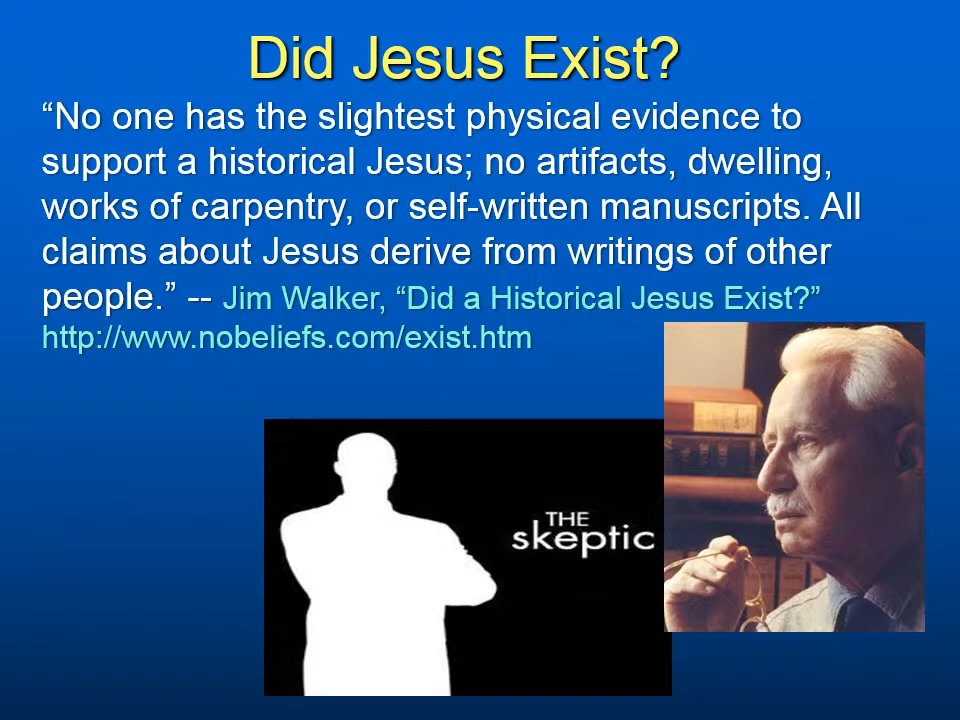 Did Jesus Exist?
“No one has the slightest physical evidence to
support a historical Jesus; no artifacts, dwelling,
works of carpentry, or self-written manuscripts. All
claims about Jesus derive from writings of other
people.” -- Jim Walker, “Did a Historical Jesus Exist?”
http://www.nobeliefs.com/exist.htm
THE
skeptic